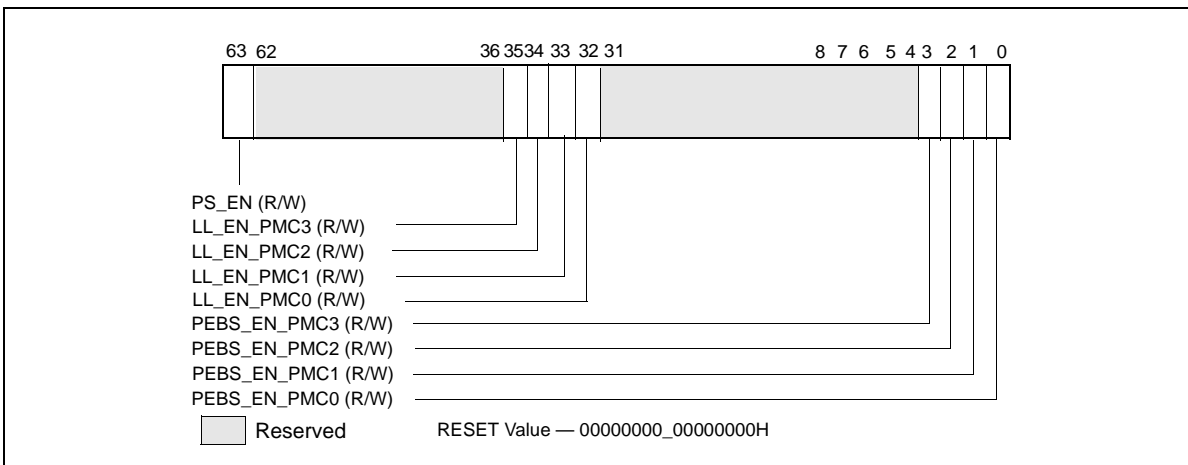 63 62 36 35 34 33 32 31 8 7 6 5 4 3 2 1 0
PS_EN (R/W)
LL_EN_PMC3 (R/W)
LL_EN_PMC2 (R/W)
LL_EN_PMC1 (R/W)
LL_EN_PMC0 (R/W)
PEBS_EN_PMC3 (R/W)
PEBS_EN_PMC2 (R/W)
PEBS_EN_PMC1 (R/W)
PEBS_EN_PMC0 (R/W)
Reserved RESET Value — 00000000_00000000H